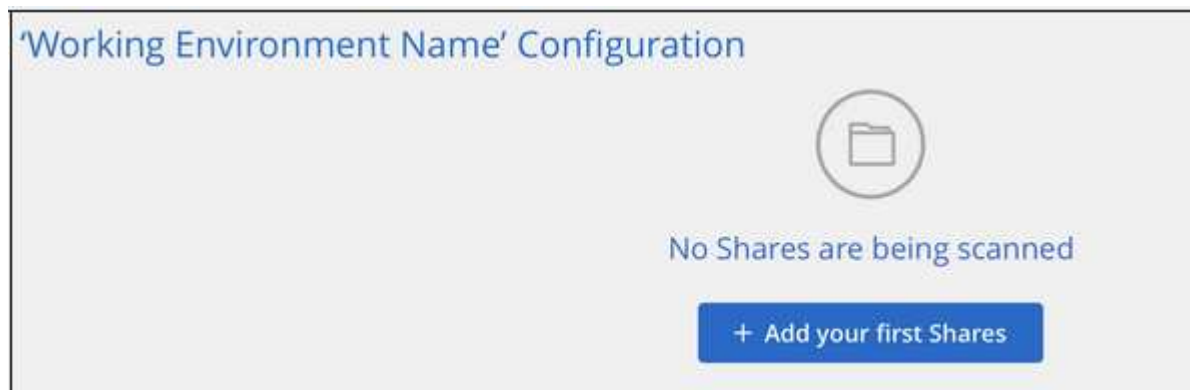 ‘Working Environment Name’ Configuration
No Shares are being scanned
+ Add your first Shares